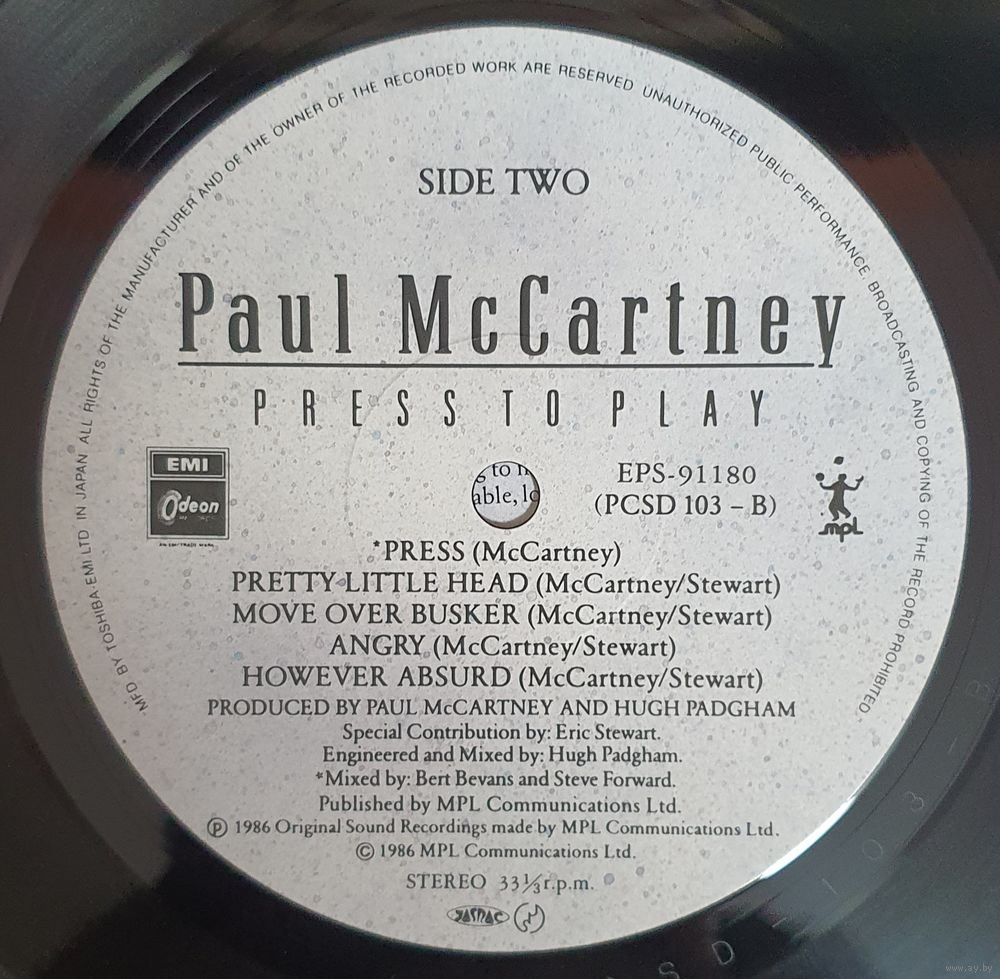 MFD BY TOSHIBA-EMI LTD IN JAPAN ALL RIGHTS OF THE MANUFACTURER AND OF THE OWNER OF THE RECORDED WORK ARE RESERVED UNAUTHORIZED PUBLIC PERFORMANCE, BROADCASTING AND COPYING OF THE RECORD PROHIBITED.
SIDE TWO
Paul McCartney
PRESS TO PLAY
EMI
Odeon
to
able,
EPS-91180
(PCSD 103 – B)
mpl
*PRESS (McCartney)
PRETTY LITTLE HEAD (McCartney/Stewart)
MOVE OVER BUSKER (McCartney/Stewart)
ANGRY (McCartney/Stewart)
HOWEVER ABSURD (McCartney/Stewart)
PRODUCED BY PAUL McCARTNEY AND HUGH PADGHAM
Special Contribution by: Eric Stewart.
Engineered and Mixed by: Hugh Padgham.
*Mixed by: Bert Bevans and Steve Forward.
Published by MPL Communications Ltd.
Ⓟ 1986 Original Sound Recordings made by MPL Communications Ltd.
© 1986 MPL Communications Ltd.
STEREO 33⅓ r.p.m.
JASRAC
www.ay.by